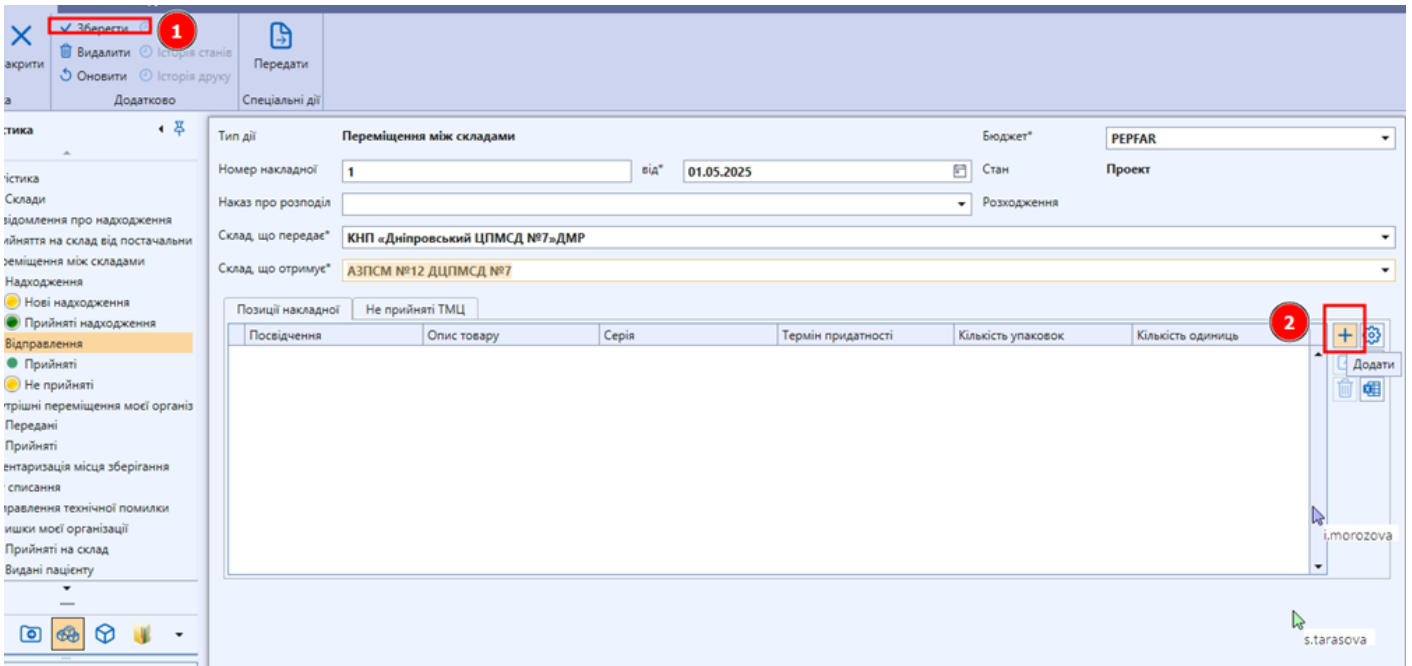 Зберегти
1
акрити
Видалити Історія станів
Передати
Оновити Історія друку
а Додатково Спеціальні дії
тика
Тип дії Переміщення між складами Бюджет* PEPFAR
Номер накладної 1 від* 01.05.2025 Стан Проект
Наказ про розподіл Розходження
Склад, що передає* КНП «Дніпровський ЦПМСД №7»ДМР
Склад, що отримує* АЗПСМ №12 ДЦПМСД №7
Позиції накладної Не прийняті ТМЦ
2
Посвідчення Опис товару Серія Термін придатності Кількість упаковок Кількість одиниць
Додати
істика
Склади
відомлення про надходження
ийняття на склад від постачальни
реміщення між складами
Надходження
Нові надходження
Прийняті надходження
Відправлення
Прийняті
Не прийняті
трішні переміщення моєї організ
Передані
Прийняті
ентаризація місця зберігання
списання
правлення технічної помилки
ишки моєї організації
Прийняті на склад
Видані пацієнту
i.morozova
s.tarasova